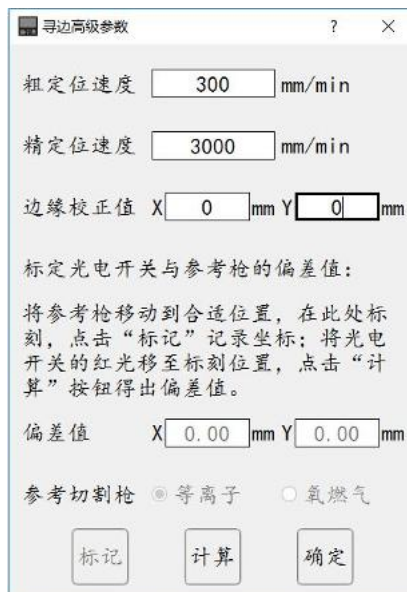 寻边高级参数 ? ×
粗定位速度 300 mm/min
精定位速度 3000 mm/min
边缘校正值 X 0 mm Y 0 mm
标定光电开关与参考枪的偏差值:
将参考枪移动到合适位置，在此处标
刻，点击“标记”记录坐标；将光电
开关的红光移至标刻位置，点击“计
算”按钮得出偏差值。
偏差值 X 0.00 mm Y 0.00 mm
参考切割枪 等离子 氧燃气
标记 计算 确定